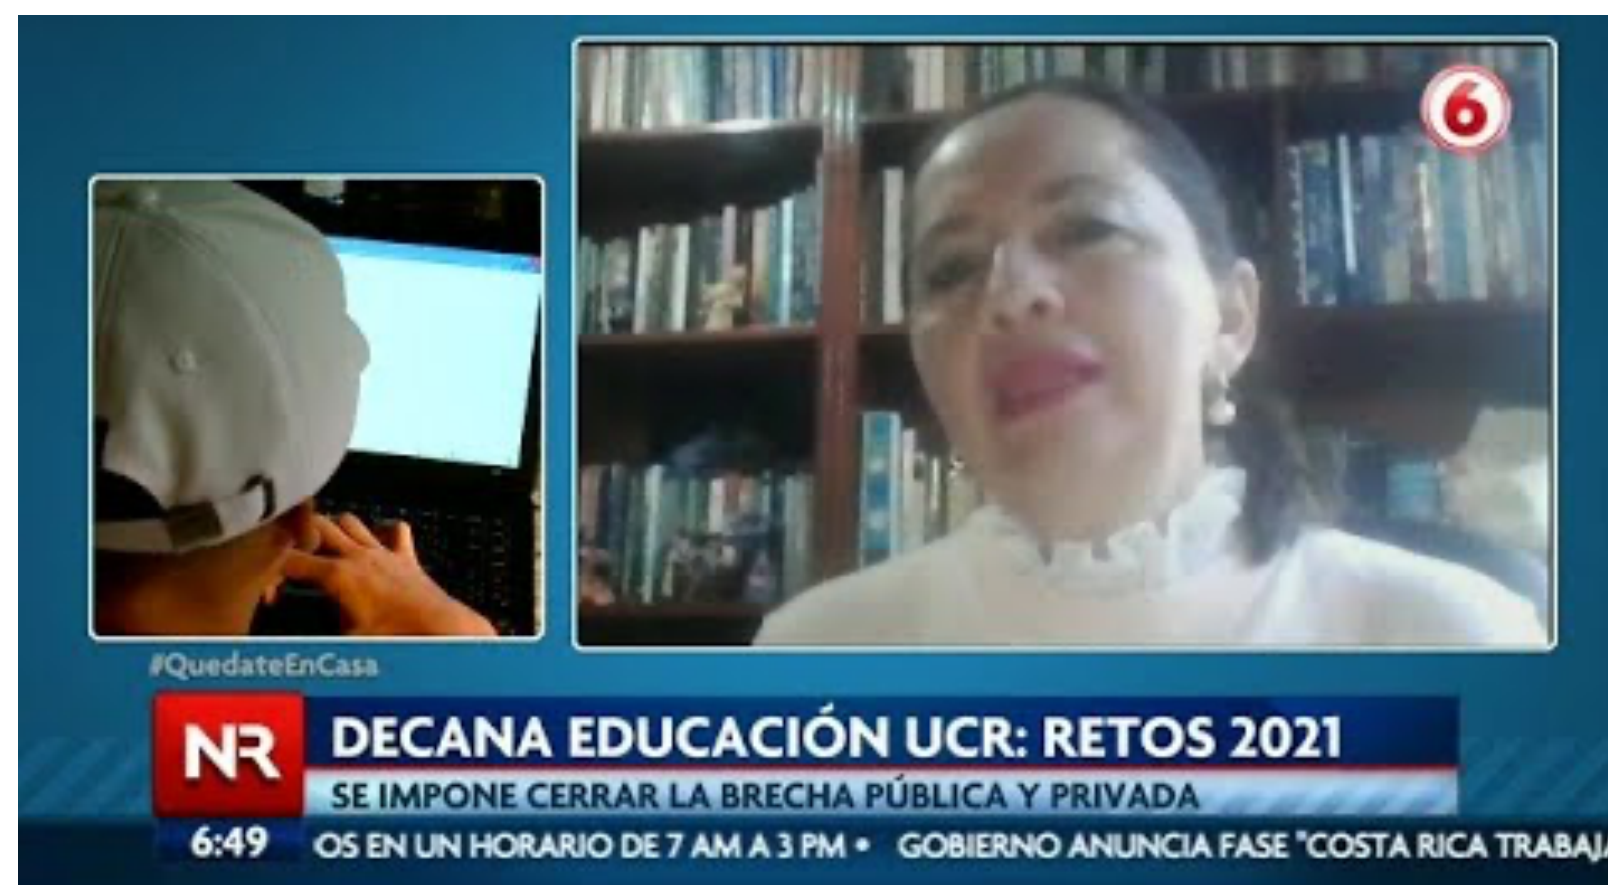 6
#QuedateEnCasa
NR
DECANA EDUCACIÓN UCR: RETOS 2021
SE IMPONE CERRAR LA BRECHA PÚBLICA Y PRIVADA
6:49 OS EN UN HORARIO DE 7 AM A 3 PM • GOBIERNO ANUNCIA FASE "COSTA RICA TRABAJA